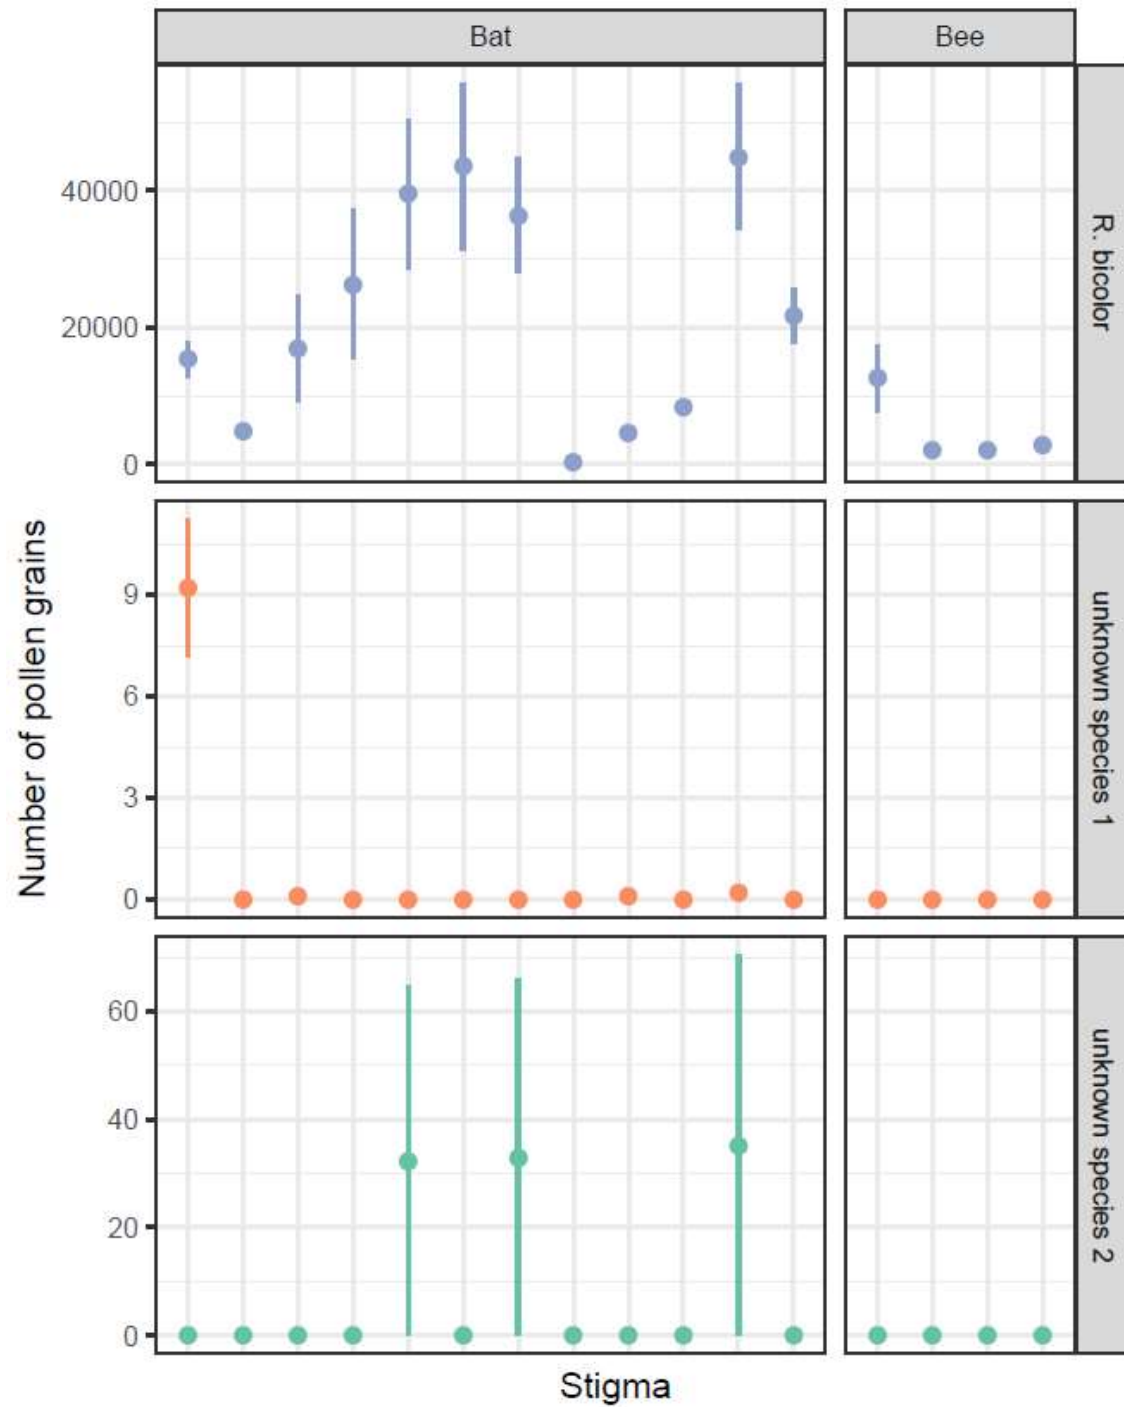 Bat
Bee
40000
20000
0
R. bicolor
Number of pollen grains
9
6
3
0
unknown species 1
60
40
20
0
unknown species 2
Stigma